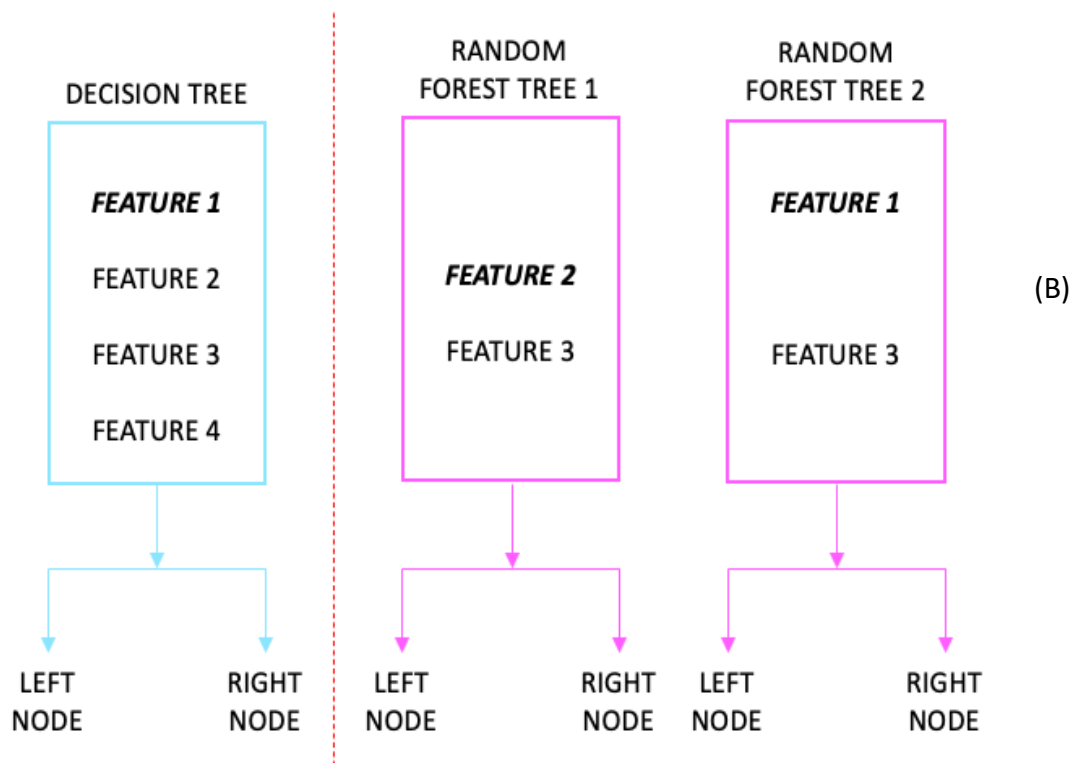 DECISION TREE
FEATURE 1
FEATURE 2
FEATURE 3
FEATURE 4
LEFT
NODE
RIGHT
NODE
RANDOM
FOREST TREE 1
FEATURE 2
FEATURE 3
LEFT
NODE
RIGHT
NODE
RANDOM
FOREST TREE 2
FEATURE 1
FEATURE 3
LEFT
NODE
RIGHT
NODE
(B)